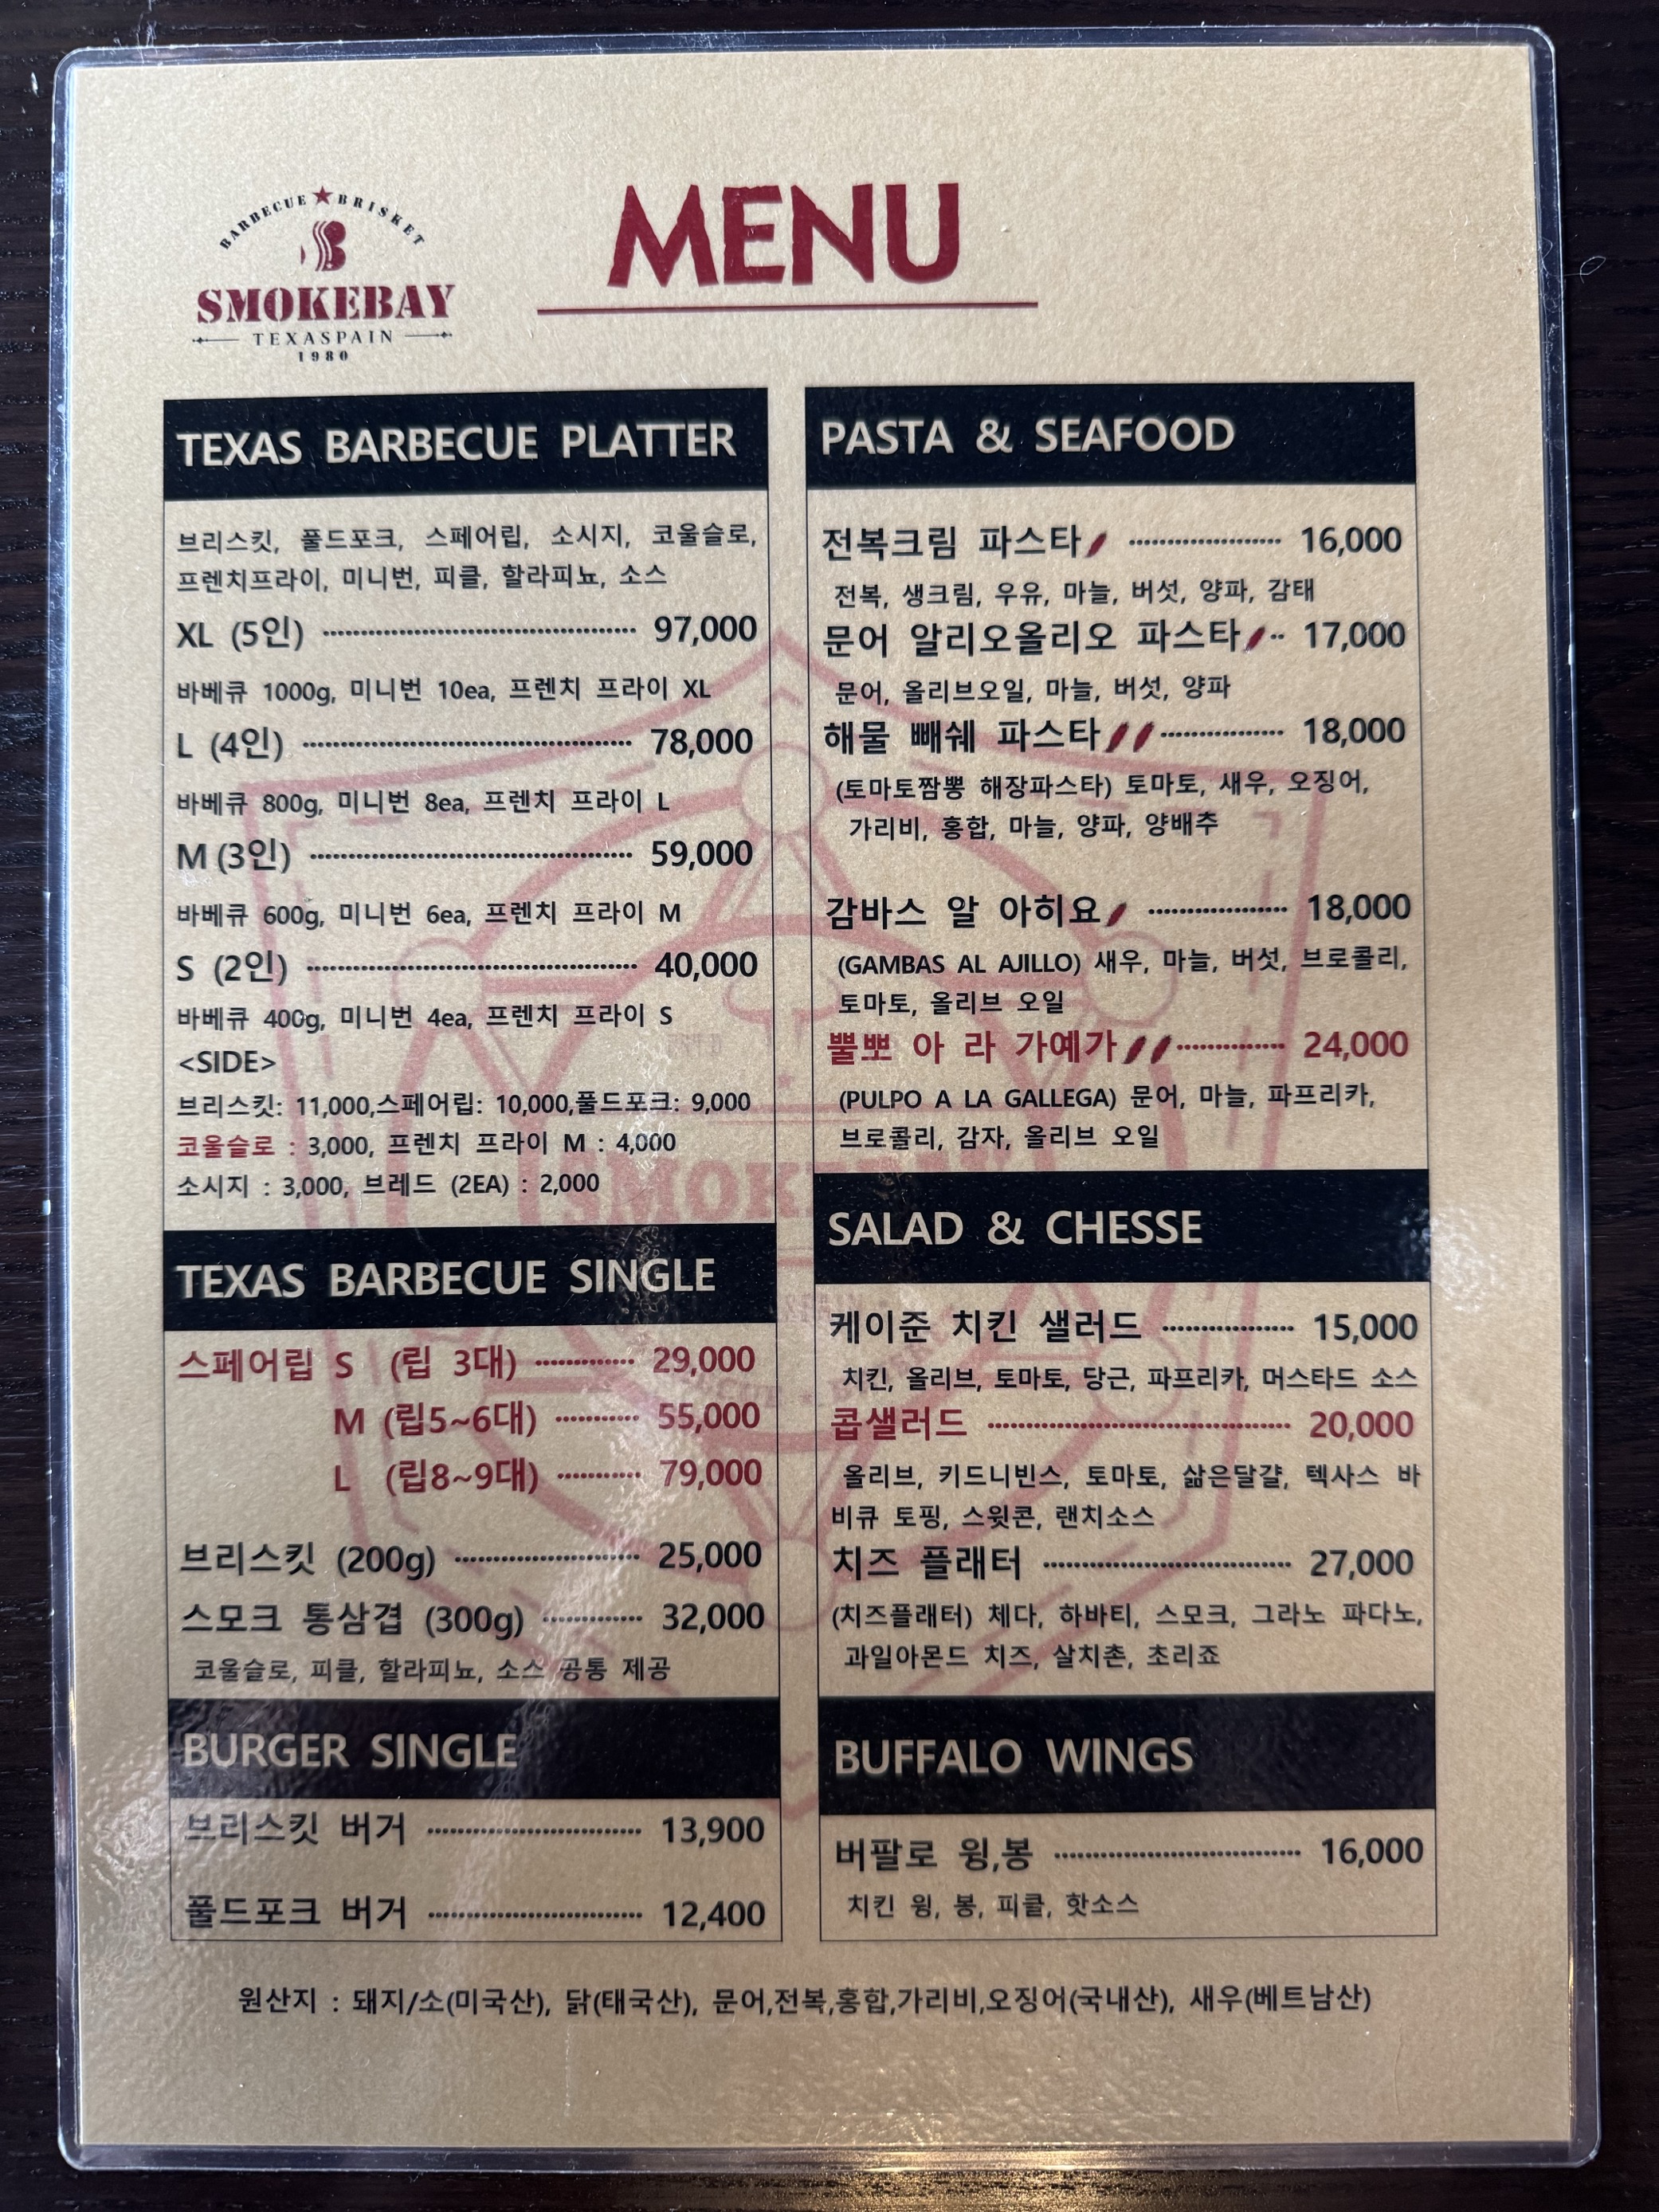 BARBECUE ★ BRISKET
SMOKEBAY
TEXASPAIN
1980
MENU
TEXAS BARBECUE PLATTER
브리스킷, 풀드포크, 스페어립, 소시지, 코울슬로,
프렌치프라이, 미니번, 피클, 할라피뇨, 소스
XL (5인) ···················· 97,000
바베큐 1000g, 미니번 10ea, 프렌치 프라이 XL
L (4인) ···················· 78,000
바베큐 800g, 미니번 8ea, 프렌치 프라이 L
M (3인) ···················· 59,000
바베큐 600g, 미니번 6ea, 프렌치 프라이 M
S (2인) ···················· 40,000
바베큐 400g, 미니번 4ea, 프렌치 프라이 S
<SIDE>
브리스킷: 11,000,스페어립: 10,000,풀드포크: 9,000
코울슬로 : 3,000, 프렌치 프라이 M : 4,000
소시지 : 3,000, 브레드 (2EA) : 2,000
TEXAS BARBECUE SINGLE
스페어립 S (립 3대) ············ 29,000
M (립5~6대) ·········· 55,000
L (립8~9대) ·········· 79,000
브리스킷 (200g) ···················· 25,000
스모크 통삼겹 (300g) ············ 32,000
코울슬로, 피클, 할라피뇨, 소스 공통 제공
BURGER SINGLE
브리스킷 버거 ···················· 13,900
풀드포크 버거 ···················· 12,400
PASTA & SEAFOOD
전복크림 파스타 ·················· 16,000
전복, 생크림, 우유, 마늘, 버섯, 양파, 감태
문어 알리오올리오 파스타 ·· 17,000
문어, 올리브오일, 마늘, 버섯, 양파
해물 빼쉐 파스타 ··············· 18,000
(토마토짬뽕 해장파스타) 토마토, 새우, 오징어,
가리비, 홍합, 마늘, 양파, 양배추
감바스 알 아히요 ················· 18,000
(GAMBAS AL AJILLO) 새우, 마늘, 버섯, 브로콜리,
토마토, 올리브 오일
뿔뽀 아 라 가예가 ············· 24,000
(PULPO A LA GALLEGA) 문어, 마늘, 파프리카,
브로콜리, 감자, 올리브 오일
SALAD & CHESSE
케이준 치킨 샐러드 ················ 15,000
치킨, 올리브, 토마토, 당근, 파프리카, 머스타드 소스
콥샐러드 ···················· 20,000
올리브, 키드니빈스, 토마토, 삶은달걀, 텍사스 바
비큐 토핑, 스윗콘, 랜치소스
치즈 플래터 ···················· 27,000
(치즈플래터) 체다, 하바티, 스모크, 그라노 파다노,
과일아몬드 치즈, 살치촌, 초리죠
BUFFALO WINGS
버팔로 윙,봉 ···················· 16,000
치킨 윙, 봉, 피클, 핫소스
원산지 : 돼지/소(미국산), 닭(태국산), 문어,전복,홍합,가리비,오징어(국내산), 새우(베트남산)